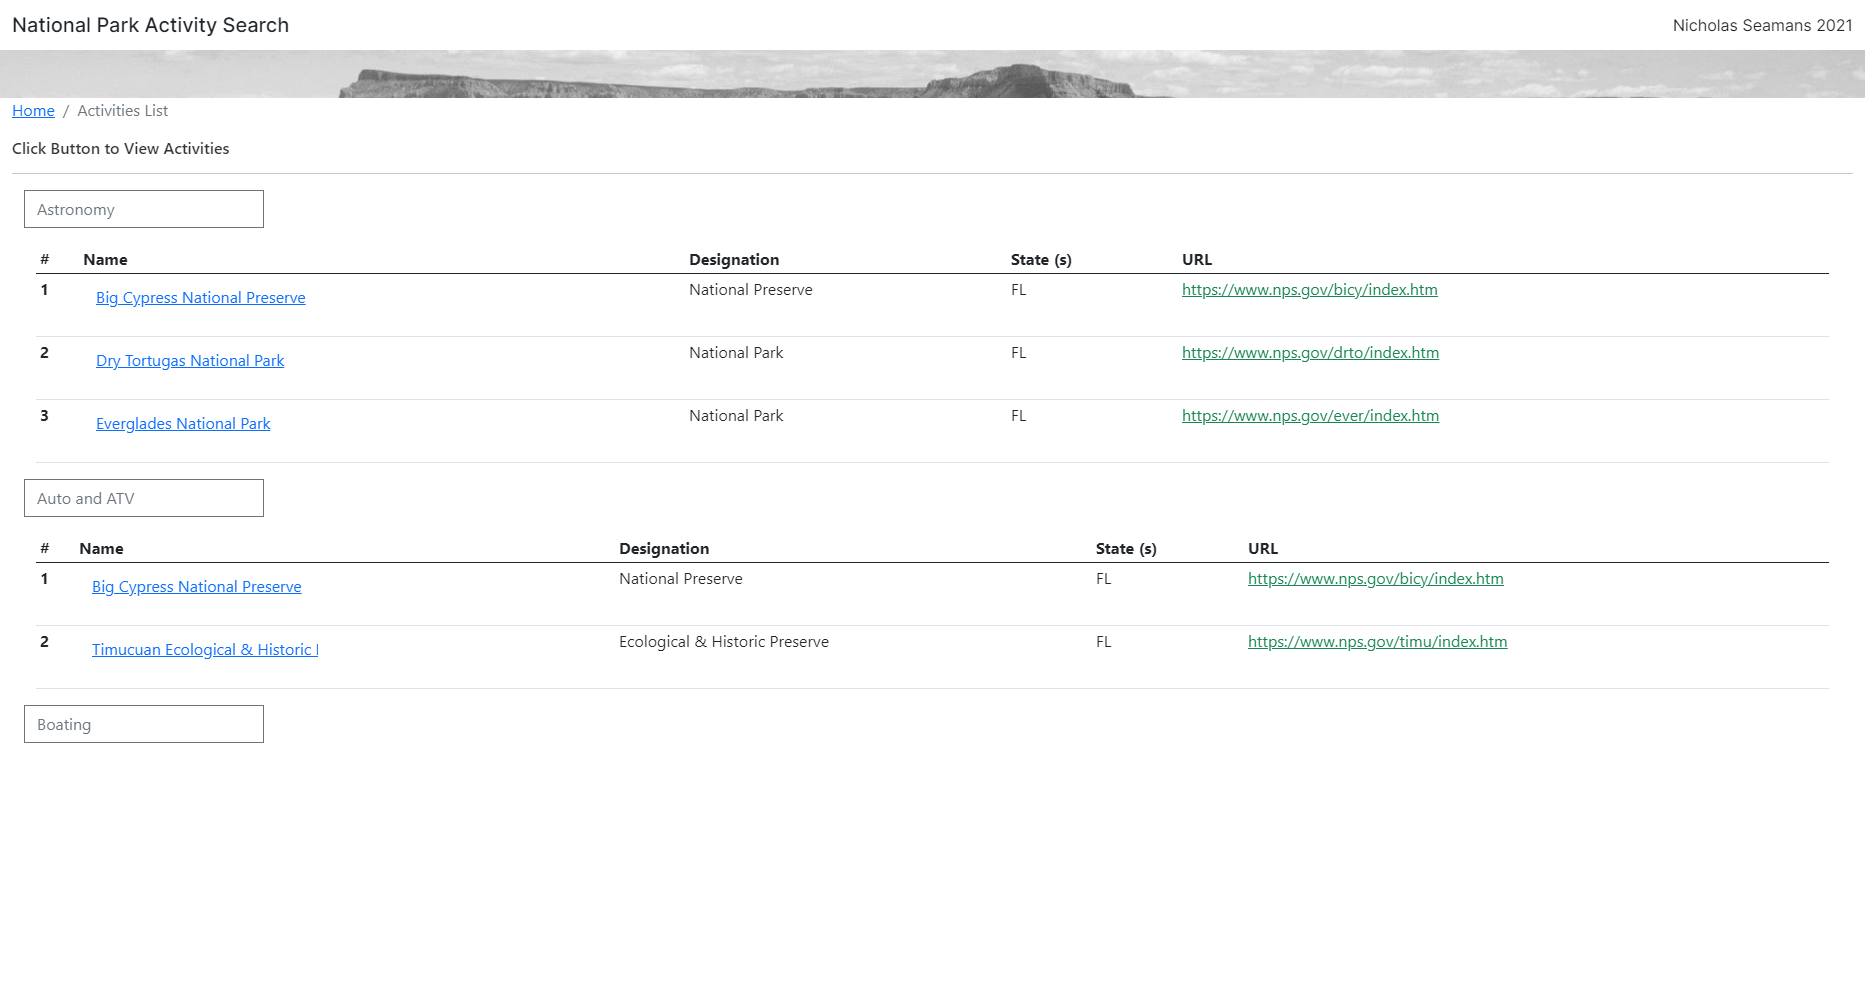 National Park Activity Search
Nicholas Seamans 2021
Home / Activities List
Click Button to View Activities
Astronomy
# Name Designation State (s) URL
1 Big Cypress National Preserve National Preserve FL https://www.nps.gov/bicy/index.htm
2 Dry Tortugas National Park National Park FL https://www.nps.gov/drto/index.htm
3 Everglades National Park National Park FL https://www.nps.gov/ever/index.htm
Auto and ATV
# Name Designation State (s) URL
1 Big Cypress National Preserve National Preserve FL https://www.nps.gov/bicy/index.htm
2 Timucuan Ecological & Historic Ecological & Historic Preserve FL https://www.nps.gov/timu/index.htm
Boating